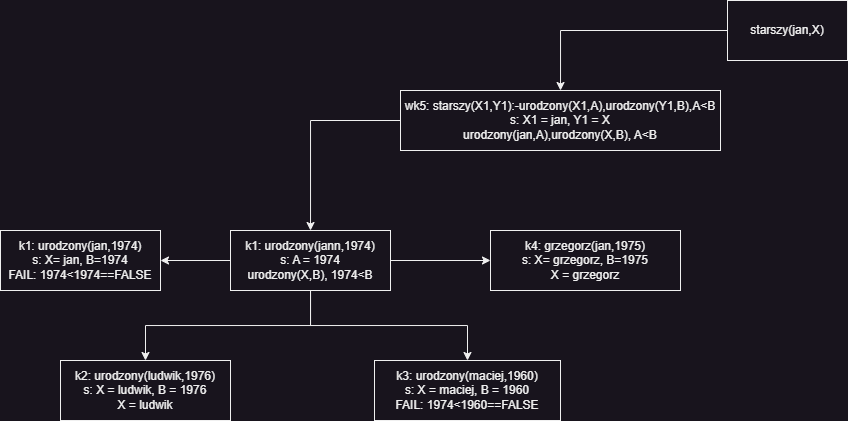 starszy(jan,X)
wk5: starszy(X1,Y1):-urodzony(X1,A),urodzony(Y1,B),A<B
s: X1 = jan, Y1 = X
urodzony(jan,A),urodzony(X,B), A<B
k1: urodzony(jan,1974)
s: X= jan, B=1974
FAIL: 1974<1974==FALSE
k1: urodzony(jann,1974)
s: A = 1974
urodzony(X,B), 1974<B
k4: grzegorz(jan,1975)
s: X= grzegorz, B=1975
X = grzegorz
k2: urodzony(ludwik,1976)
s: X = ludwik, B = 1976
X = ludwik
k3: urodzony(maciej,1960)
s: X = maciej, B = 1960
FAIL: 1974<1960==FALSE